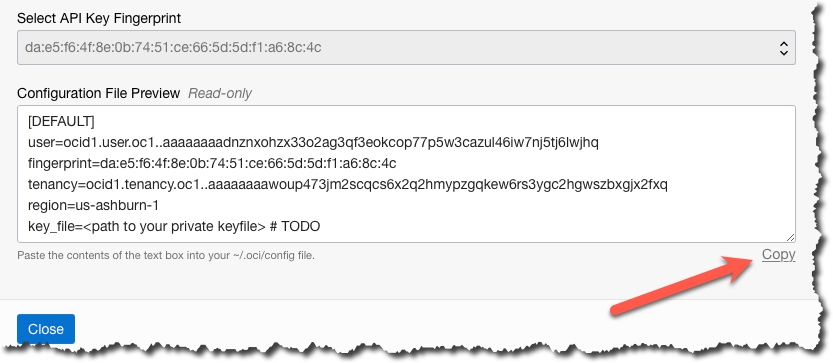 Select API Key Fingerprint
da:e5:f6:4f:8e:0b:74:51:ce:66:5d:5d:f1:a6:8c:4c
Configuration File Preview Read-only
[DEFAULT]
user=ocid1.user.oc1..aaaaaaaadnznxohzx33o2ag3qf3eokcop77p5w3cazul46iw7nj5tj6lwjhq
fingerprint=da:e5:f6:4f:8e:0b:74:51:ce:66:5d:5d:f1:a6:8c:4c
tenancy=ocid1.tenancy.oc1..aaaaaaaawoup473jm2scqcs6x2q2hmypzgqkew6rs3ygc2hgwszbxgjx2fxq
region=us-ashburn-1
key_file=<path to your private keyfile> # TODO
Paste the contents of the text box into your ~/.oci/config file.
Copy
Close